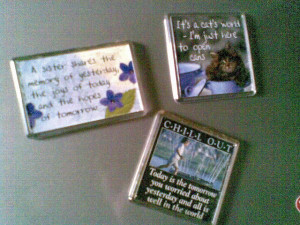 A sister shares the
memory of yesterday,
the joys of today
and the hopes
of tomorrow
It's a cat's world
- I'm just here
to open
cans
C·H·I·L·L O·U·T
Today is the tomorrow
you worried about
yesterday and all is
well in the world